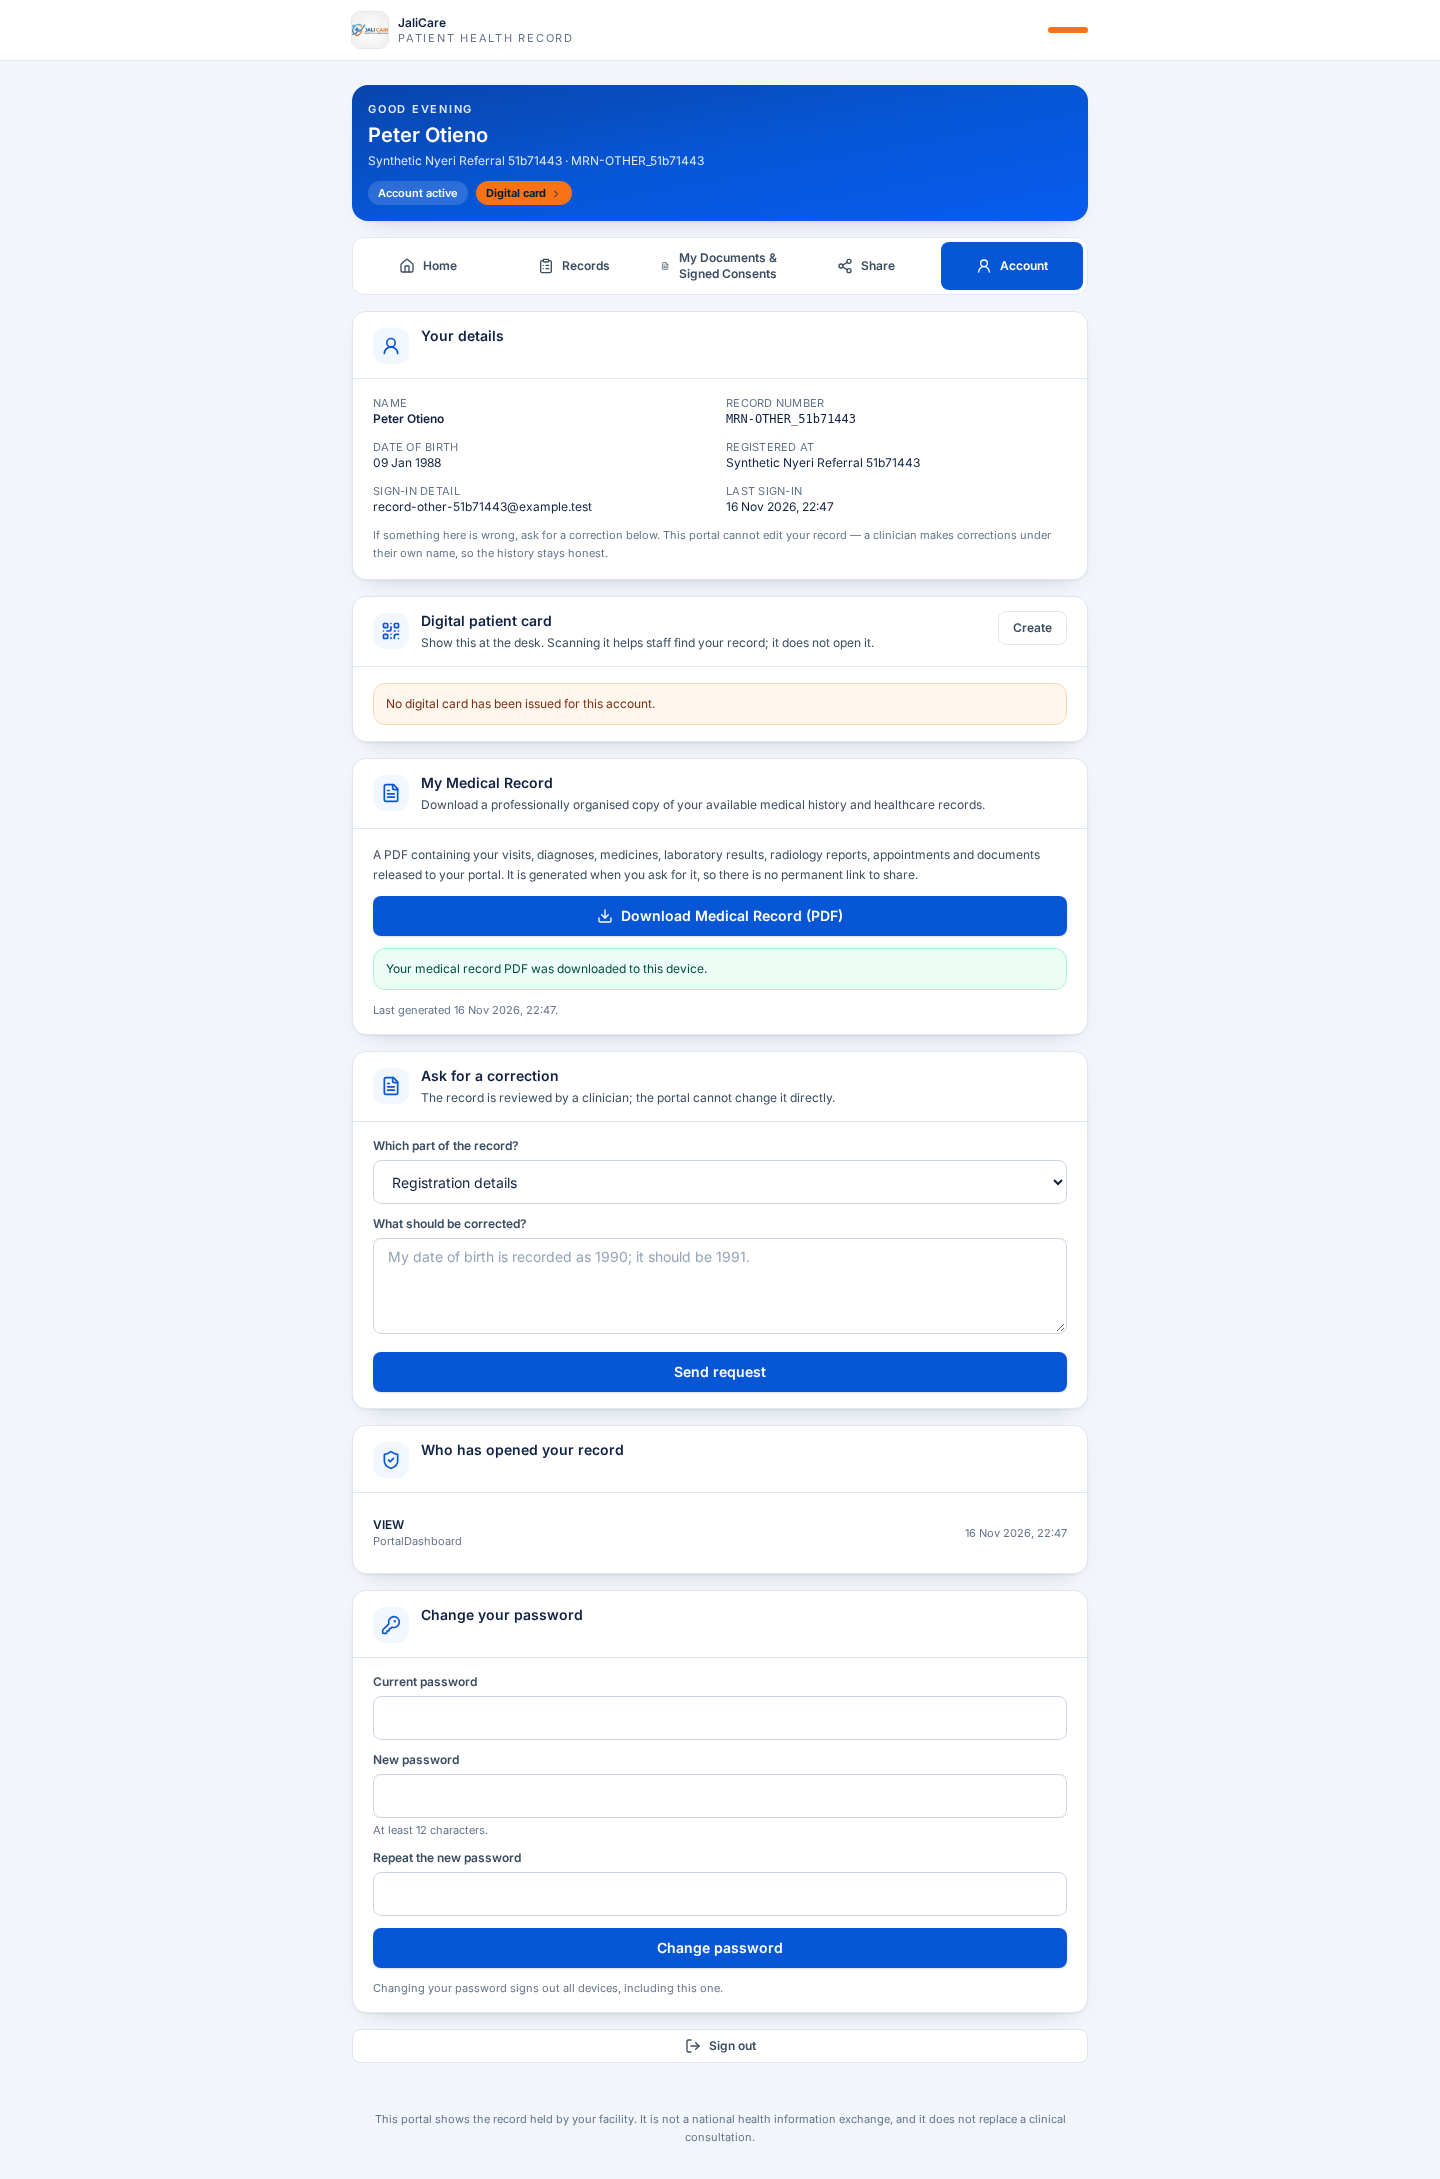 JALI CARE
JaliCare
PATIENT HEALTH RECORD
GOOD EVENING
Peter Otieno
Synthetic Nyeri Referral 51b71443 · MRN-OTHER_51b71443
Account active
Digital card
Home
Records
My Documents &
Signed Consents
Share
Account
Your details
NAME
Peter Otieno
RECORD NUMBER
MRN-OTHER_51b71443
DATE OF BIRTH
09 Jan 1988
REGISTERED AT
Synthetic Nyeri Referral 51b71443
SIGN-IN DETAIL
record-other-51b71443@example.test
LAST SIGN-IN
16 Nov 2026, 22:47
If something here is wrong, ask for a correction below. This portal cannot edit your record — a clinician makes corrections under
their own name, so the history stays honest.
Digital patient card
Show this at the desk. Scanning it helps staff find your record; it does not open it.
Create
No digital card has been issued for this account.
My Medical Record
Download a professionally organised copy of your available medical history and healthcare records.
A PDF containing your visits, diagnoses, medicines, laboratory results, radiology reports, appointments and documents
released to your portal. It is generated when you ask for it, so there is no permanent link to share.
Download Medical Record (PDF)
Your medical record PDF was downloaded to this device.
Last generated 16 Nov 2026, 22:47.
Ask for a correction
The record is reviewed by a clinician; the portal cannot change it directly.
Which part of the record?
Registration details
What should be corrected?
My date of birth is recorded as 1990; it should be 1991.
Send request
Who has opened your record
VIEW
PortalDashboard
16 Nov 2026, 22:47
Change your password
Current password
New password
At least 12 characters.
Repeat the new password
Change password
Changing your password signs out all devices, including this one.
Sign out
This portal shows the record held by your facility. It is not a national health information exchange, and it does not replace a clinical
consultation.